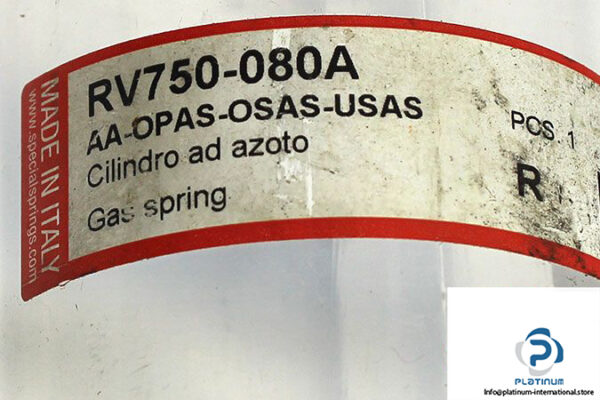 MADE IN ITALY
www.specialsprings.com
RV750-080A
AA-OPAS-OSAS-USAS
Cilindro ad azoto
Gas spring
PCS. 1
R
PLATINUM
Info@platinum-international.store